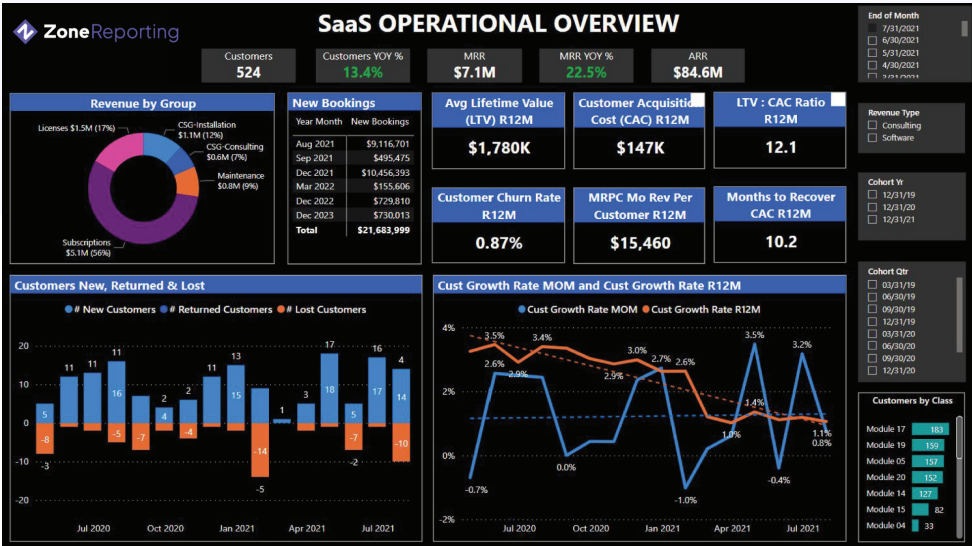 ZoneReporting
SaaS OPERATIONAL OVERVIEW
Customers
524
Customers YOY %
13.4%
MRR
$7.1M
MRR YOY %
22.5%
ARR
$84.6M
End of Month
7/31/2021
6/30/2021
5/31/2021
4/30/2021
3/31/2021
Revenue by Group
Licenses $1.5M (17%)
CSG-Installation
$1.1M (12%)
CSG-Consulting
$0.6M (7%)
Maintenance
$0.8M (9%)
Subscriptions
$5.1M (56%)
New Bookings
Year Month New Bookings
Aug 2021 $9,116,701
Sep 2021 $495,475
Dec 2021 $10,456,393
Mar 2022 $155,606
Dec 2022 $729,810
Dec 2023 $730,013
Total $21,683,999
Avg Lifetime Value
(LTV) R12M
$1,780K
Customer Acquisitio
Cost (CAC) R12M
$147K
LTV : CAC Ratio
R12M
12.1
Customer Churn Rate
R12M
0.87%
MRPC Mo Rev Per
Customer R12M
$15,460
Months to Recover
CAC R12M
10.2
Revenue Type
Consulting
Software
Cohort Yr
12/31/19
12/31/20
12/31/21
Customers New, Returned & Lost
# New Customers # Returned Customers # Lost Customers
20
10
0
-10
-20
5
11
11
11
16
2
4
2
6
11
13
15
1
3
17
18
5
16
17
4
14
-8
-3
-5
-7
-4
-14
-5
-7
-2
-10
Jul 2020
Oct 2020
Jan 2021
Apr 2021
Jul 2021
Cust Growth Rate MOM and Cust Growth Rate R12M
Cust Growth Rate MOM Cust Growth Rate R12M
4%
2%
0%
-2%
3.5%
3.4%
2.6%
2.9%
3.0%
2.9%
2.7%
2.6%
3.5%
3.2%
1.4%
1.0%
1.1%
0.8%
-0.7%
0.0%
-1.0%
-0.4%
Jul 2020
Oct 2020
Jan 2021
Apr 2021
Jul 2021
Cohort Qtr
03/31/19
06/30/19
09/30/19
12/31/19
03/31/20
06/30/20
09/30/20
12/31/20
Customers by Class
Module 17 183
Module 19 159
Module 05 157
Module 20 152
Module 14 127
Module 15 82
Module 04 33